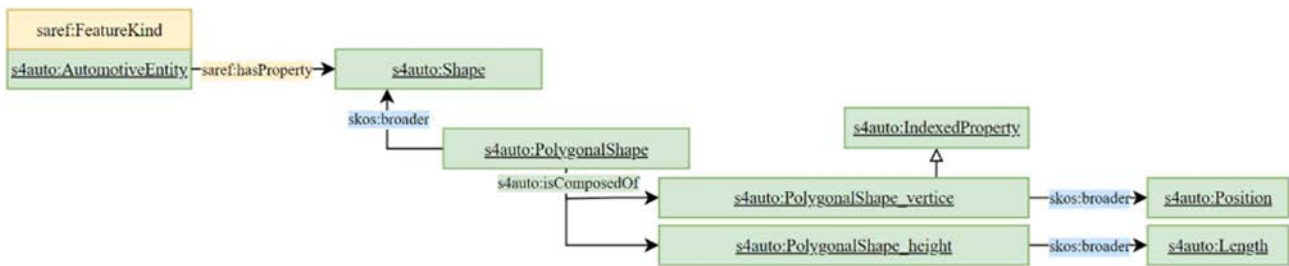 saref:FeatureKind
s4auto:AutomotiveEntity
saref:hasProperty
s4auto:Shape
skos:broader
s4auto:IndexedProperty
s4auto:PolygonalShape
s4auto:isComposedOf
s4auto:PolygonalShape_vertice
skos:broader
s4auto:Position
s4auto:PolygonalShape_height
skos:broader
s4auto:Length